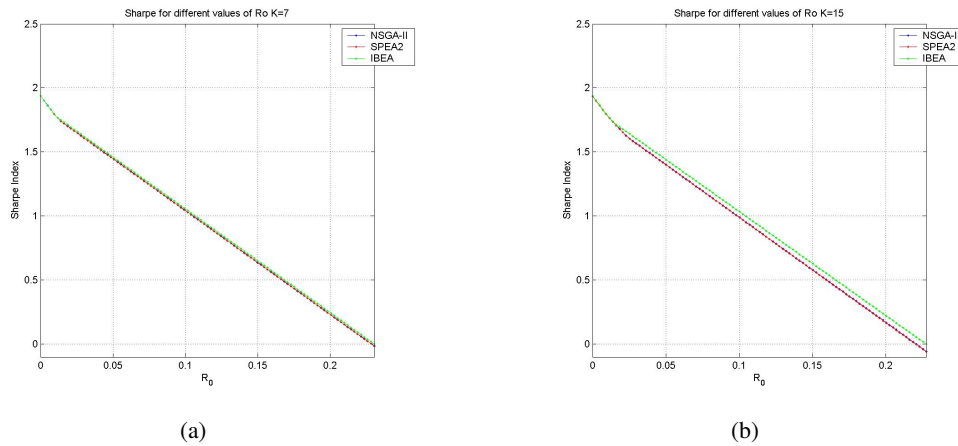 Sharpe for different values of Ro K=7
2.5
2
1.5
1
0.5
0
Sharpe Index
0
0.05
0.1
0.15
0.2
R0
NSGA-II
SPEA2
IBEA
(a)
Sharpe for different values of Ro K=15
2.5
2
1.5
1
0.5
0
Sharpe Index
0
0.05
0.1
0.15
0.2
R0
NSGA-II
SPEA2
IBEA
(b)